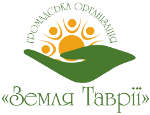 ГРОМАДСЬКА ОРГАНІЗАЦІЯ
«Земля Таврії»